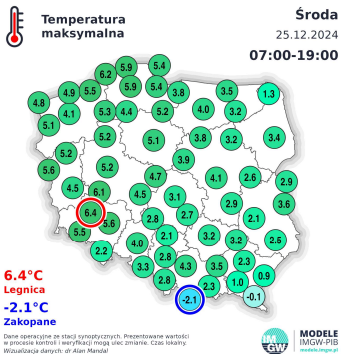 Temperatura
maksymalna
Środa
25.12.2024
07:00-19:00
5.9 5.4
6.2
4.9 5.5 5.9 5.4 3.8 3.5 1.3
4.8 4.1 5.3 4.4 5.2 4.0 3.2
5.1 5.2 5.1 3.8 3.2 3.4
5.2 3.9
5.6 5.2 4.7 4.1 2.6 2.9
4.5 6.1 4.5 3.1 2.9 3.6
6.4 5.6 2.8 2.7 2.1
5.5 2.1 3.2 3.2 2.5
2.2 4.0 2.8 2.3
3.3 4.3 3.5 0.9
2.8 2.3 1.0 -0.1
-2.1
6.4°C
Legnica
-2.1°C
Zakopane
Dane operacyjne ze stacji synoptycznych. Prezentowane wartości
w procesie kontroli i weryfikacji mogą ulec zmianie. Czas lokalny.
Wizualizacja danych: dr Alan Mandal
IM
GW
MODELE
IMGW-PIB
modele.imgw.pl